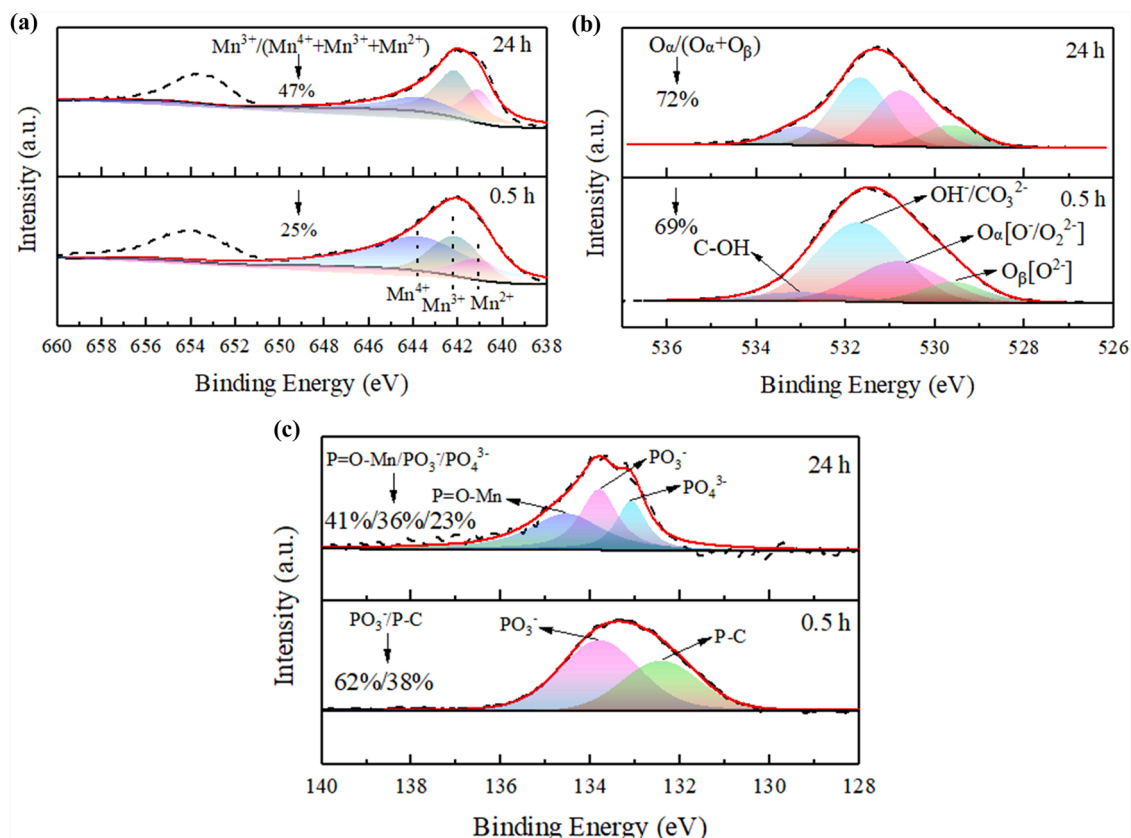 (a)
Mn³⁺/(Mn⁴⁺+Mn³⁺+Mn²⁺)
24 h
47%
0.5 h
25%
Mn⁴⁺
Mn³⁺
Mn²⁺
Intensity (a.u.)
Intensity (a.u.)
660 658 656 654 652 650 648 646 644 642 640 638
Binding Energy (eV)
(b)
Oα/(Oα+Oβ)
24 h
72%
0.5 h
69%
OH⁻/CO₃²⁻
C-OH
Oα[O⁻/O₂²⁻]
Oβ[O²⁻]
Intensity (a.u.)
Intensity (a.u.)
536 534 532 530 528 526
Binding Energy (eV)
(c)
P=O-Mn/PO₃⁻/PO₄³⁻
24 h
PO₃⁻
P=O-Mn
PO₄³⁻
41%/36%/23%
PO₃⁻/P-C
0.5 h
PO₃⁻
P-C
62%/38%
Intensity (a.u.)
Intensity (a.u.)
140 138 136 134 132 130 128
Binding Energy (eV)